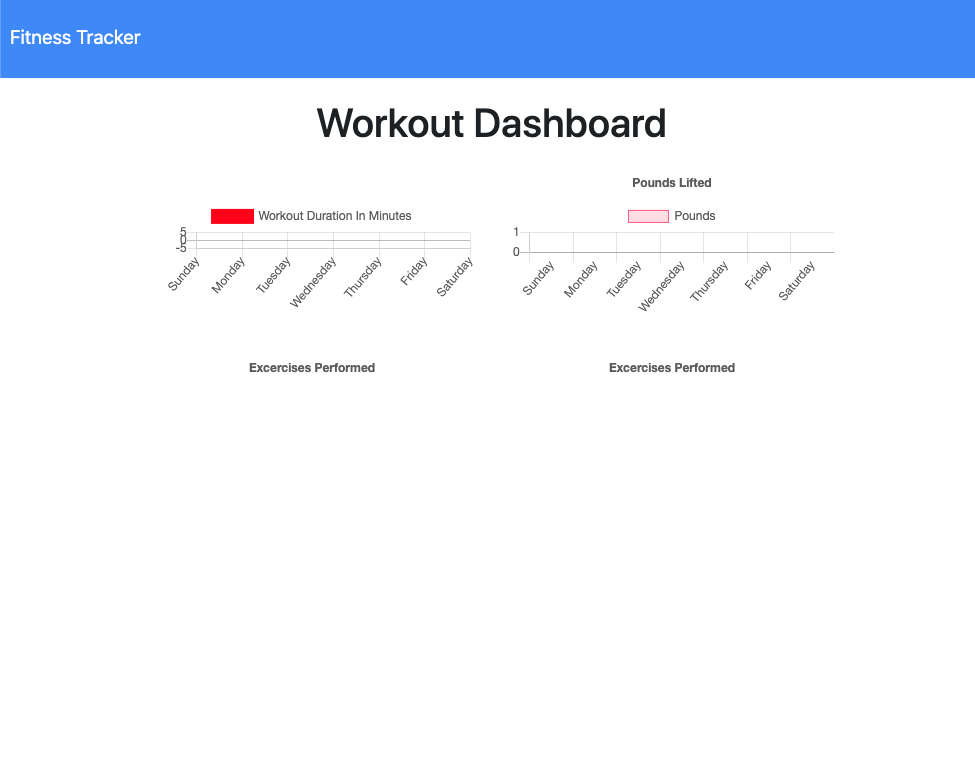 Fitness Tracker
Workout Dashboard
Workout Duration In Minutes
5
0
-5
Sunday
Monday
Tuesday
Wednesday
Thursday
Friday
Saturday
Pounds Lifted
Pounds
1
0
Sunday
Monday
Tuesday
Wednesday
Thursday
Friday
Saturday
Excercises Performed
Excercises Performed